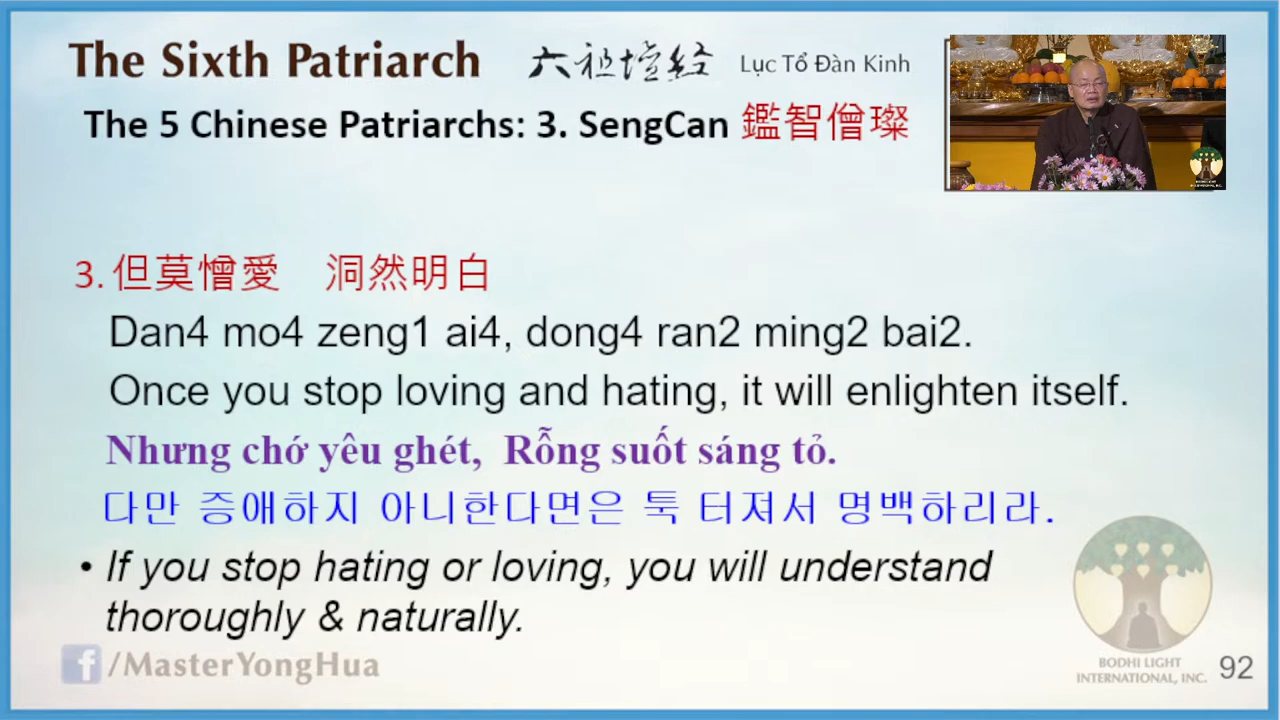 The Sixth Patriarch 六祖壇经 Lục Tổ Đàn Kinh
The 5 Chinese Patriarchs: 3. SengCan 鑑智僧璨
3. 但莫憎愛 洞然明白
Dan4 mo4 zeng1 ai4, dong4 ran2 ming2 bai2.
Once you stop loving and hating, it will enlighten itself.
Nhưng chớ yêu ghét, Rỗng suốt sáng tỏ.
다만 증애하지 아니한다면은 툭 터져서 명백하리라.
• If you stop hating or loving, you will understand
thoroughly & naturally.
f/MasterYongHua
BODHI LIGHT
INTERNATIONAL, INC.
92